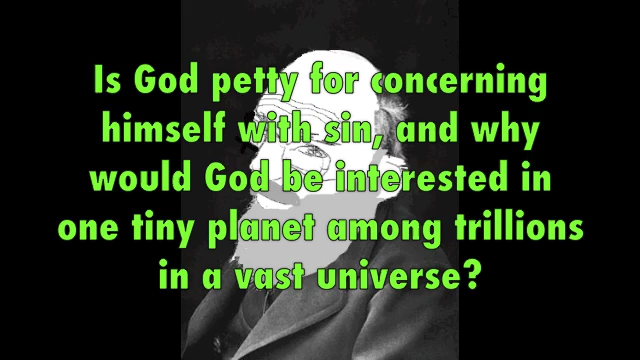 Is God petty for concerning
himself with sin, and why
would God be interested in
one tiny planet among trillions
in a vast universe?